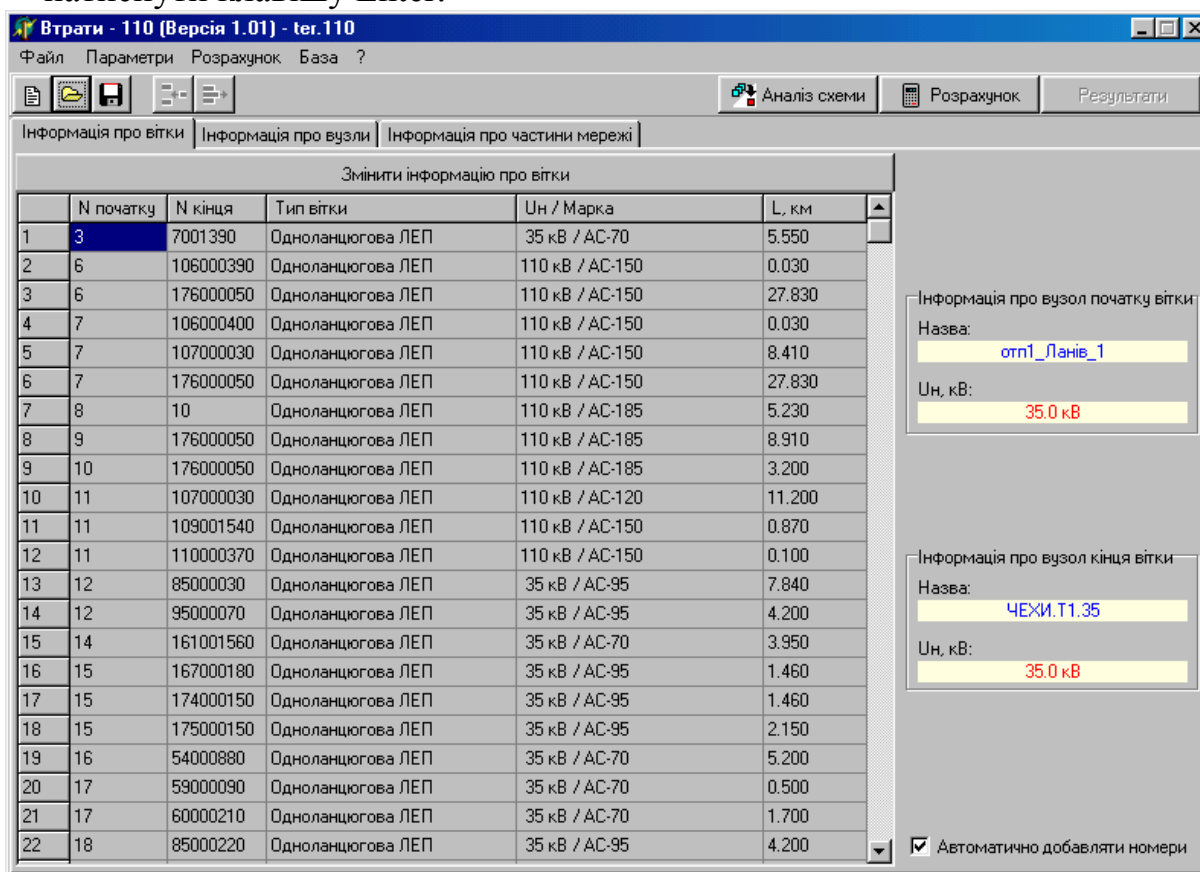 Втрати - 110 (Версія 1.01) - ter.110
Файл Параметри Розрахунок База ?
Аналіз схеми Розрахунок Результати
Інформація про вітки Інформація про вузли Інформація про частини мережі
Змінити інформацію про вітки
N початку N кінця Тип вітки Uн / Марка L, км
1 3 7001390 Одноланцюгова ЛЕП 35 кВ / АС-70 5.550
2 6 106000390 Одноланцюгова ЛЕП 110 кВ / АС-150 0.030
3 6 176000050 Одноланцюгова ЛЕП 110 кВ / АС-150 27.830
4 7 106000400 Одноланцюгова ЛЕП 110 кВ / АС-150 0.030
5 7 107000030 Одноланцюгова ЛЕП 110 кВ / АС-150 8.410
6 7 176000050 Одноланцюгова ЛЕП 110 кВ / АС-150 27.830
7 8 10 Одноланцюгова ЛЕП 110 кВ / АС-185 5.230
8 9 176000050 Одноланцюгова ЛЕП 110 кВ / АС-185 8.910
9 10 176000050 Одноланцюгова ЛЕП 110 кВ / АС-185 3.200
10 11 107000030 Одноланцюгова ЛЕП 110 кВ / АС-120 11.200
11 11 109001540 Одноланцюгова ЛЕП 110 кВ / АС-150 0.870
12 11 110000370 Одноланцюгова ЛЕП 110 кВ / АС-150 0.100
13 12 85000030 Одноланцюгова ЛЕП 35 кВ / АС-95 7.840
14 12 95000070 Одноланцюгова ЛЕП 35 кВ / АС-95 4.200
15 14 161001560 Одноланцюгова ЛЕП 35 кВ / АС-70 3.950
16 15 167000180 Одноланцюгова ЛЕП 35 кВ / АС-95 1.460
17 15 174000150 Одноланцюгова ЛЕП 35 кВ / АС-95 1.460
18 15 175000150 Одноланцюгова ЛЕП 35 кВ / АС-95 2.150
19 16 54000880 Одноланцюгова ЛЕП 35 кВ / АС-70 5.200
20 17 59000090 Одноланцюгова ЛЕП 35 кВ / АС-70 0.500
21 17 60000210 Одноланцюгова ЛЕП 35 кВ / АС-70 1.700
22 18 85000220 Одноланцюгова ЛЕП 35 кВ / АС-95 4.200
Інформація про вузол початку вітки
Назва:
отп1_Ланів_1
Uн, кВ:
35.0 кВ
Інформація про вузол кінця вітки
Назва:
ЧЕХИ.Т1.35
Uн, кВ:
35.0 кВ
Автоматично добавляти номери